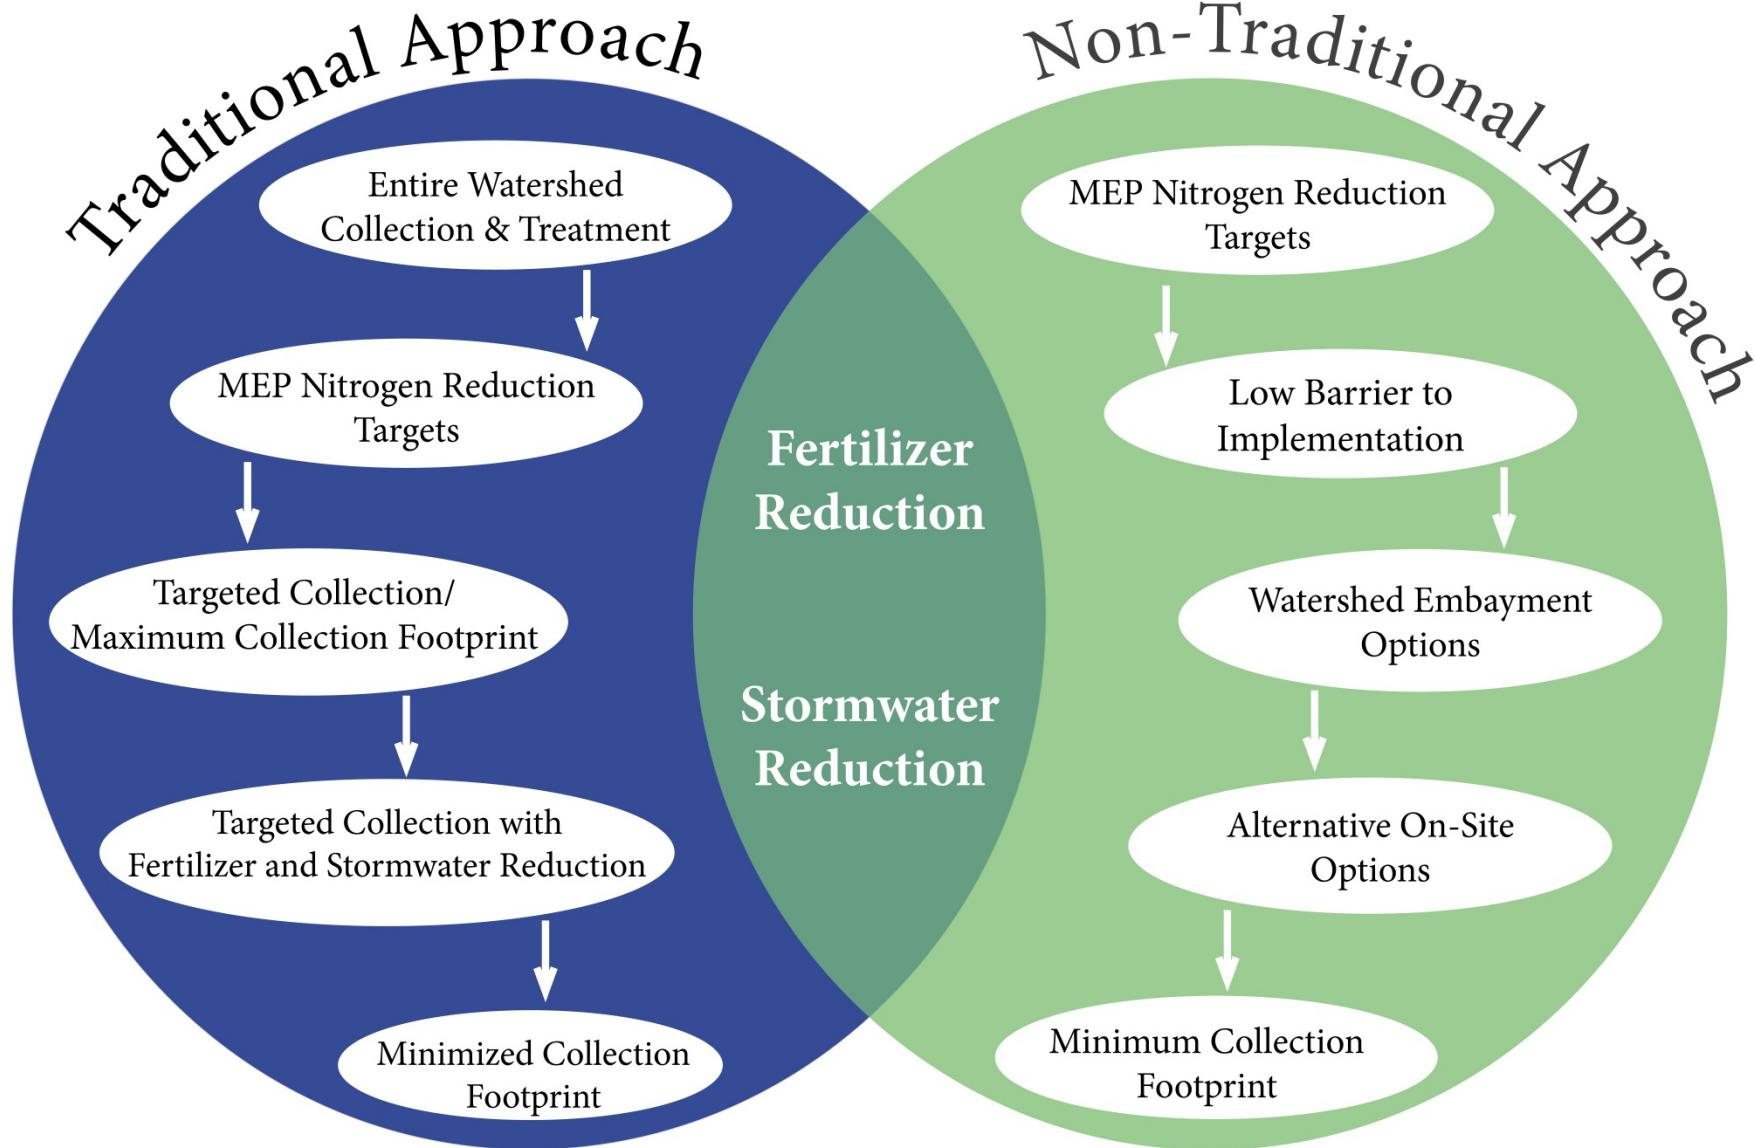 Traditional Approach
Entire Watershed
Collection & Treatment
MEP Nitrogen Reduction
Targets
Targeted Collection/
Maximum Collection Footprint
Targeted Collection with
Fertilizer and Stormwater Reduction
Minimized Collection
Footprint
Fertilizer
Reduction
Stormwater
Reduction
Non-Traditional Approach
MEP Nitrogen Reduction
Targets
Low Barrier to
Implementation
Watershed Embayment
Options
Alternative On-Site
Options
Minimum Collection
Footprint